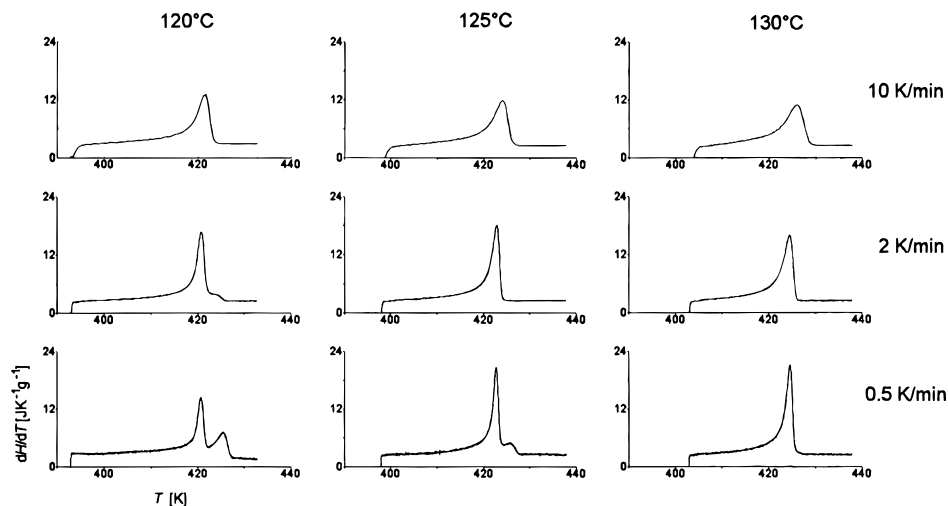 120°C 125°C 130°C
24 24 24
12 12 12 10 K/min
0 0 0
400 420 440 400 420 440 400 420 440
24 24 24
12 12 12 2 K/min
0 0 0
400 420 440 400 420 440 400 420 440
24 24 24
12 12 12 0.5 K/min
0 0 0
400 420 440 400 420 440 400 420 440
dH/dT [JK⁻¹g⁻¹]
T [K]